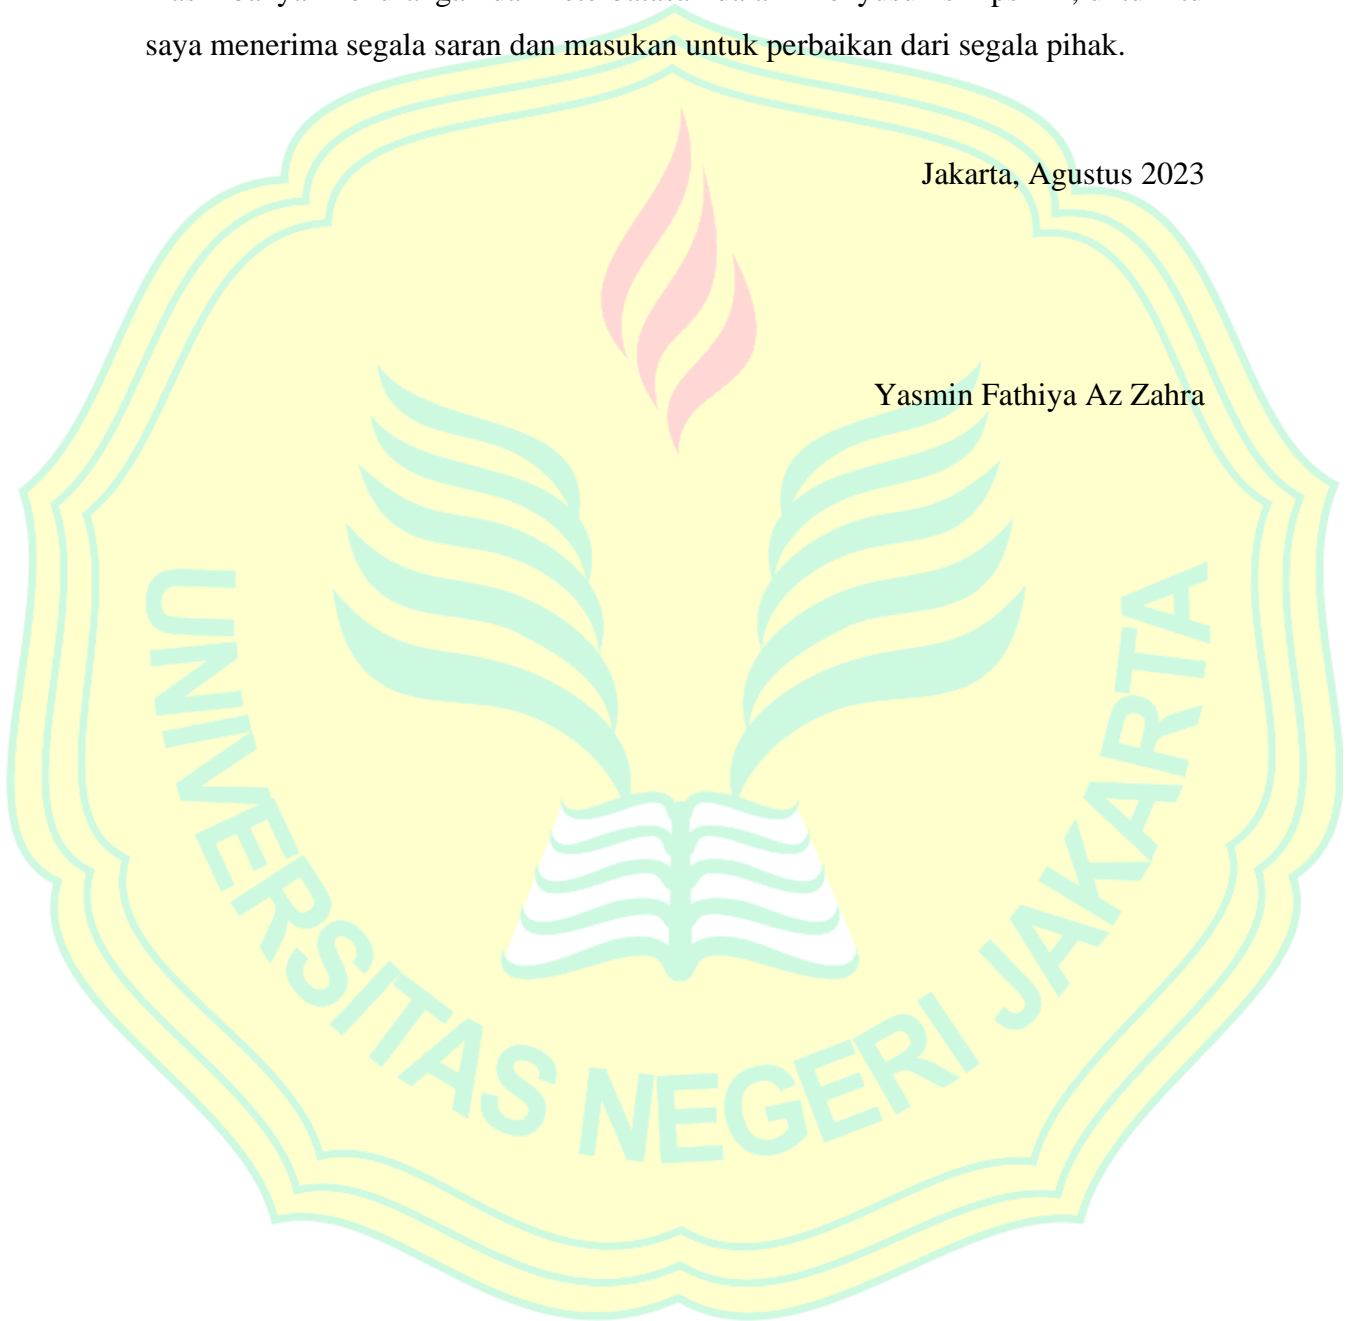 saya menerima segala saran dan masukan untuk perbaikan dari segala pihak.
Jakarta, Agustus 2023
Yasmin Fathiya Az Zahra
UNIVERSITAS NEGERI JAKARTA